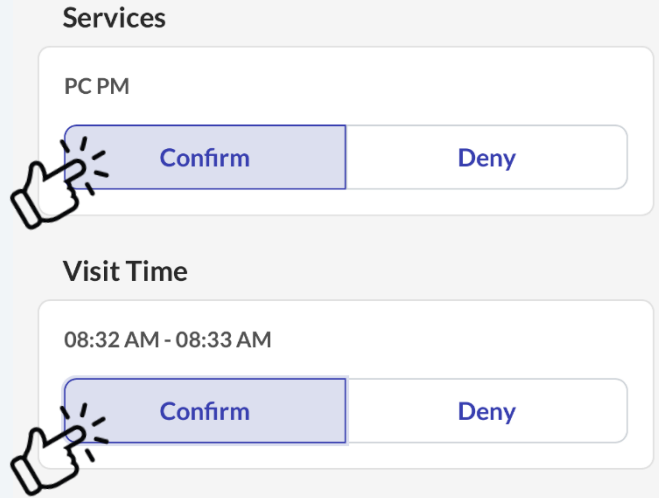 Services
PC PM
Confirm Deny
Visit Time
08:32 AM - 08:33 AM
Confirm Deny